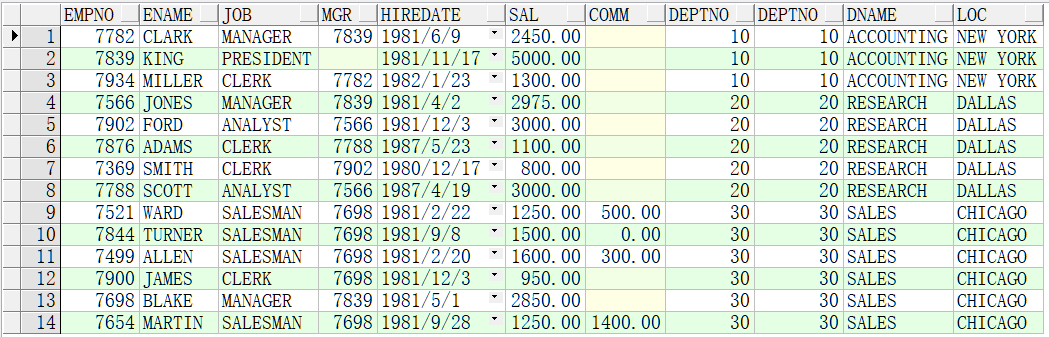 EMPNO ENAME JOB MGR HIREDATE SAL COMM DEPTNO DEPTNO DNAME LOC
1 7782 CLARK MANAGER 7839 1981/6/9 2450.00 10 10 ACCOUNTING NEW YORK
2 7839 KING PRESIDENT 1981/11/17 5000.00 10 10 ACCOUNTING NEW YORK
3 7934 MILLER CLERK 7782 1982/1/23 1300.00 10 10 ACCOUNTING NEW YORK
4 7566 JONES MANAGER 7839 1981/4/2 2975.00 20 20 RESEARCH DALLAS
5 7902 FORD ANALYST 7566 1981/12/3 3000.00 20 20 RESEARCH DALLAS
6 7876 ADAMS CLERK 7788 1987/5/23 1100.00 20 20 RESEARCH DALLAS
7 7369 SMITH CLERK 7902 1980/12/17 800.00 20 20 RESEARCH DALLAS
8 7788 SCOTT ANALYST 7566 1987/4/19 3000.00 20 20 RESEARCH DALLAS
9 7521 WARD SALESMAN 7698 1981/2/22 1250.00 500.00 30 30 SALES CHICAGO
10 7844 TURNER SALESMAN 7698 1981/9/8 1500.00 0.00 30 30 SALES CHICAGO
11 7499 ALLEN SALESMAN 7698 1981/2/20 1600.00 300.00 30 30 SALES CHICAGO
12 7900 JAMES CLERK 7698 1981/12/3 950.00 30 30 SALES CHICAGO
13 7698 BLAKE MANAGER 7839 1981/5/1 2850.00 30 30 SALES CHICAGO
14 7654 MARTIN SALESMAN 7698 1981/9/28 1250.00 1400.00 30 30 SALES CHICAGO